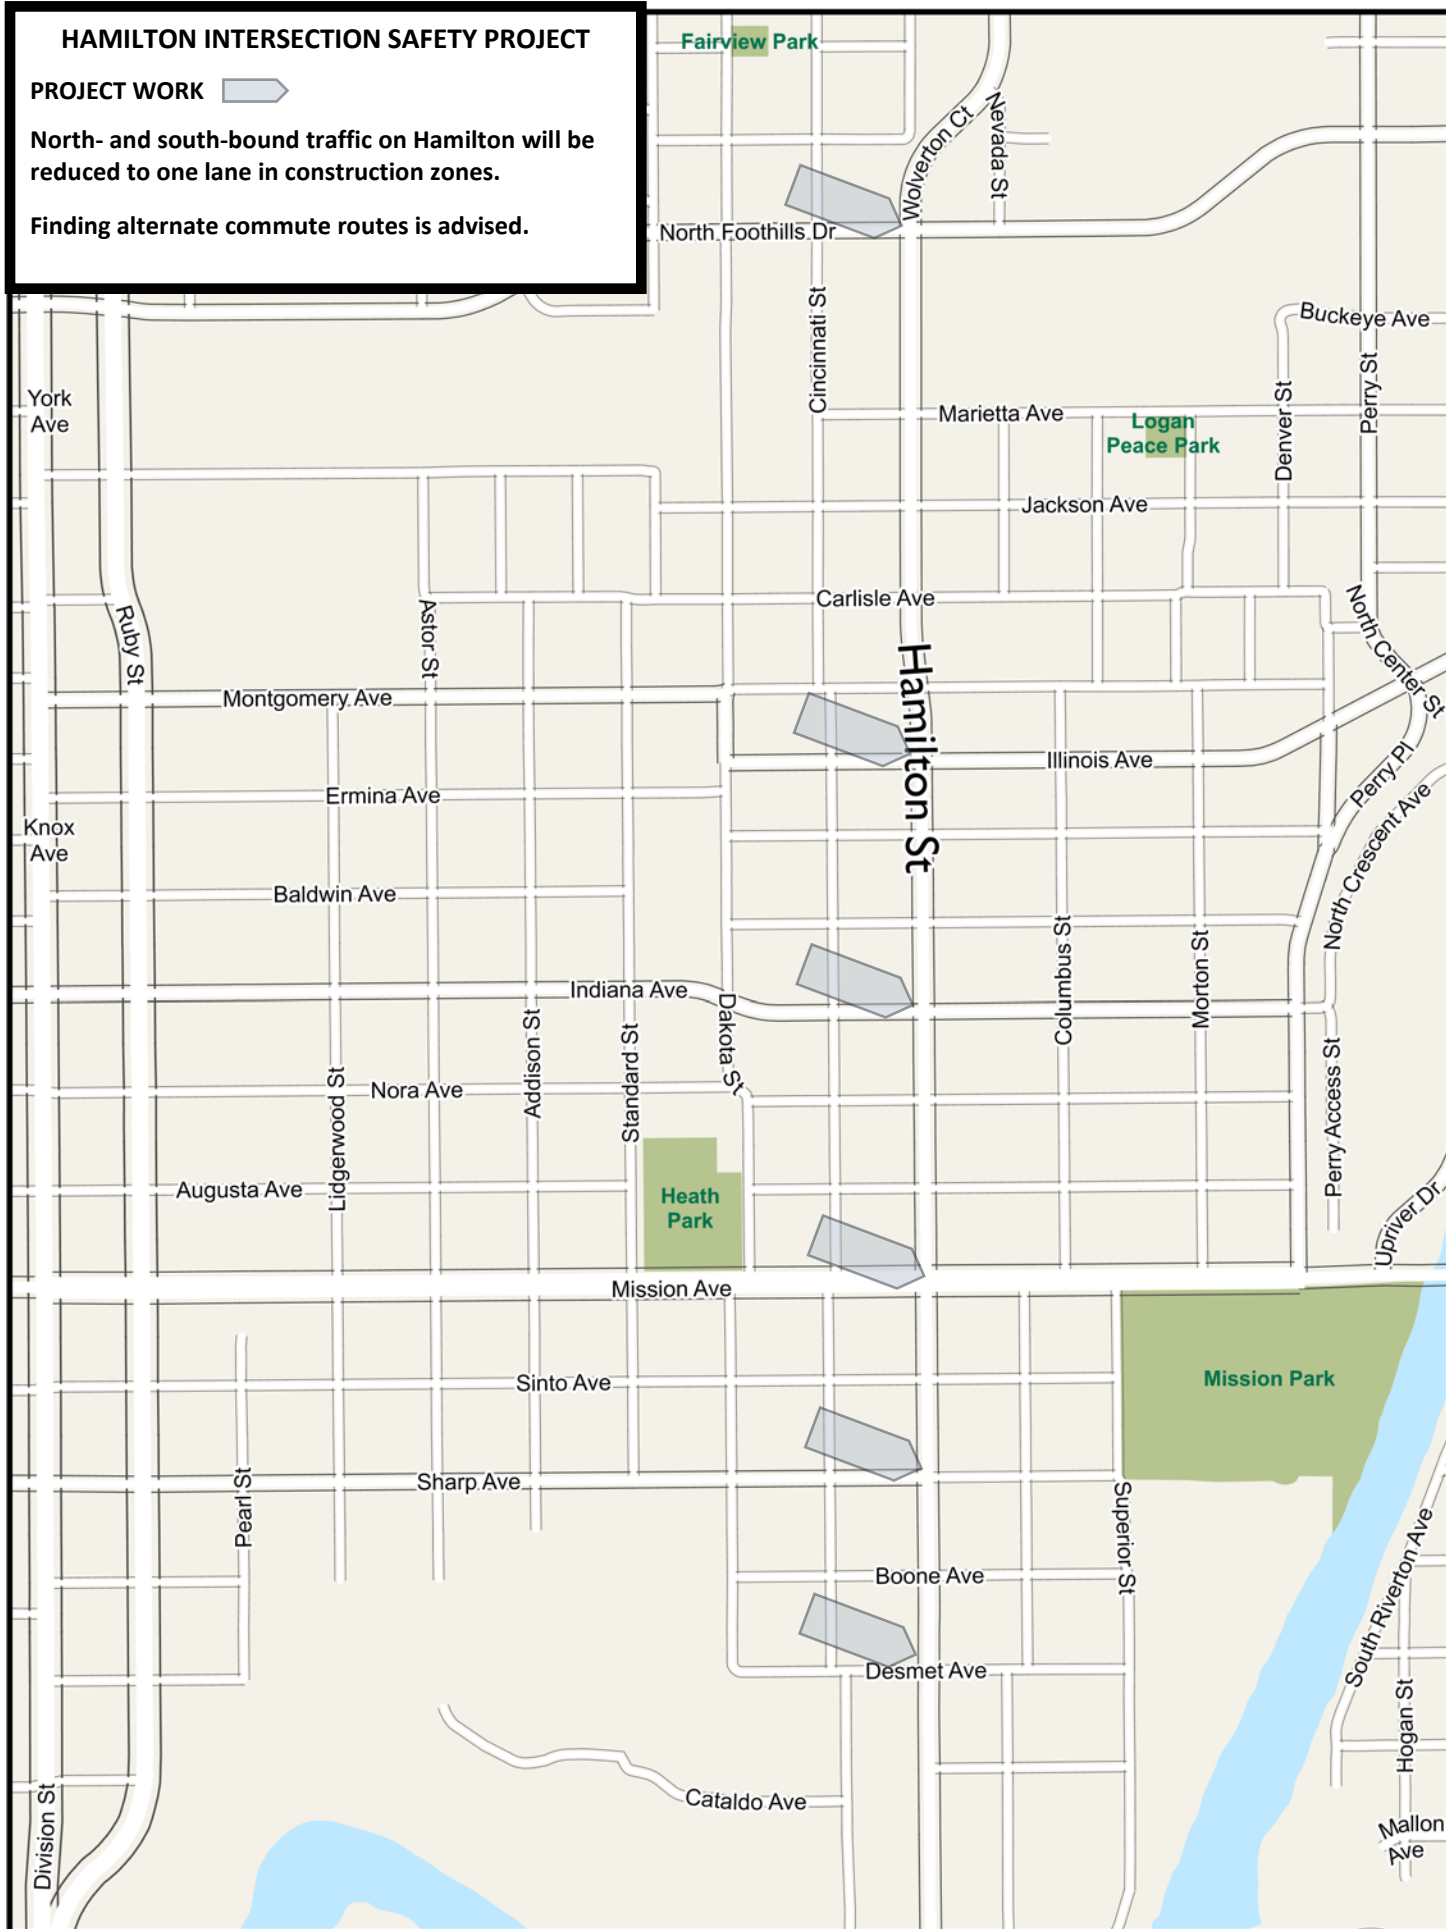 HAMILTON INTERSECTION SAFETY PROJECT
PROJECT WORK
North- and south-bound traffic on Hamilton will be
reduced to one lane in construction zones.
Finding alternate commute routes is advised.
Fairview Park
Wolverton Ct
Nevada St
North Foothills Dr
Cincinnati St
Buckeye Ave
Perry St
Denver St
York
Ave
Marietta Ave
Logan
Peace Park
Jackson Ave
Carlisle Ave
Ruby St
Astor St
North Center St
Hamilton St
Montgomery Ave
Illinois Ave
Perry Pl
Ermina Ave
North Crescent Ave
Knox
Ave
Baldwin Ave
Columbus St
Morton St
Indiana Ave
Dakota St
Addison St
Standard St
Perry Access St
Lidgerwood St
Nora Ave
Augusta Ave
Heath
Park
Upriver Dr
Mission Ave
Mission Park
Sinto Ave
Pearl St
Sharp Ave
Superior St
South Riverton Ave
Boone Ave
Desmet Ave
Hogan St
Division St
Cataldo Ave
Mallon
Ave